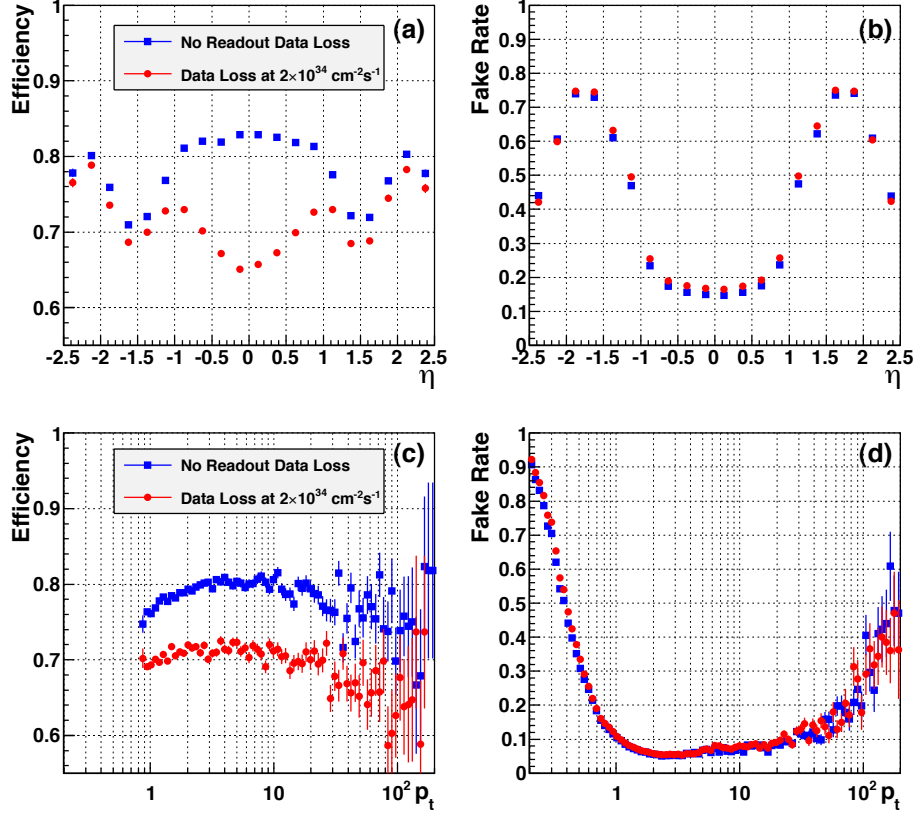 (a)
Efficiency
No Readout Data Loss
Data Loss at 2×10³⁴ cm⁻²s⁻¹
1
0.9
0.8
0.7
0.6
-2.5 -2 -1.5 -1 -0.5 0 0.5 1 1.5 2 2.5
η
(b)
Fake Rate
1
0.9
0.8
0.7
0.6
0.5
0.4
0.3
0.2
0.1
0
-2.5 -2 -1.5 -1 -0.5 0 0.5 1 1.5 2 2.5
η
(c)
Efficiency
No Readout Data Loss
Data Loss at 2×10³⁴ cm⁻²s⁻¹
1
0.9
0.8
0.7
0.6
1 10 10² pₜ
(d)
Fake Rate
1
0.9
0.8
0.7
0.6
0.5
0.4
0.3
0.2
0.1
0
1 10 10² pₜ